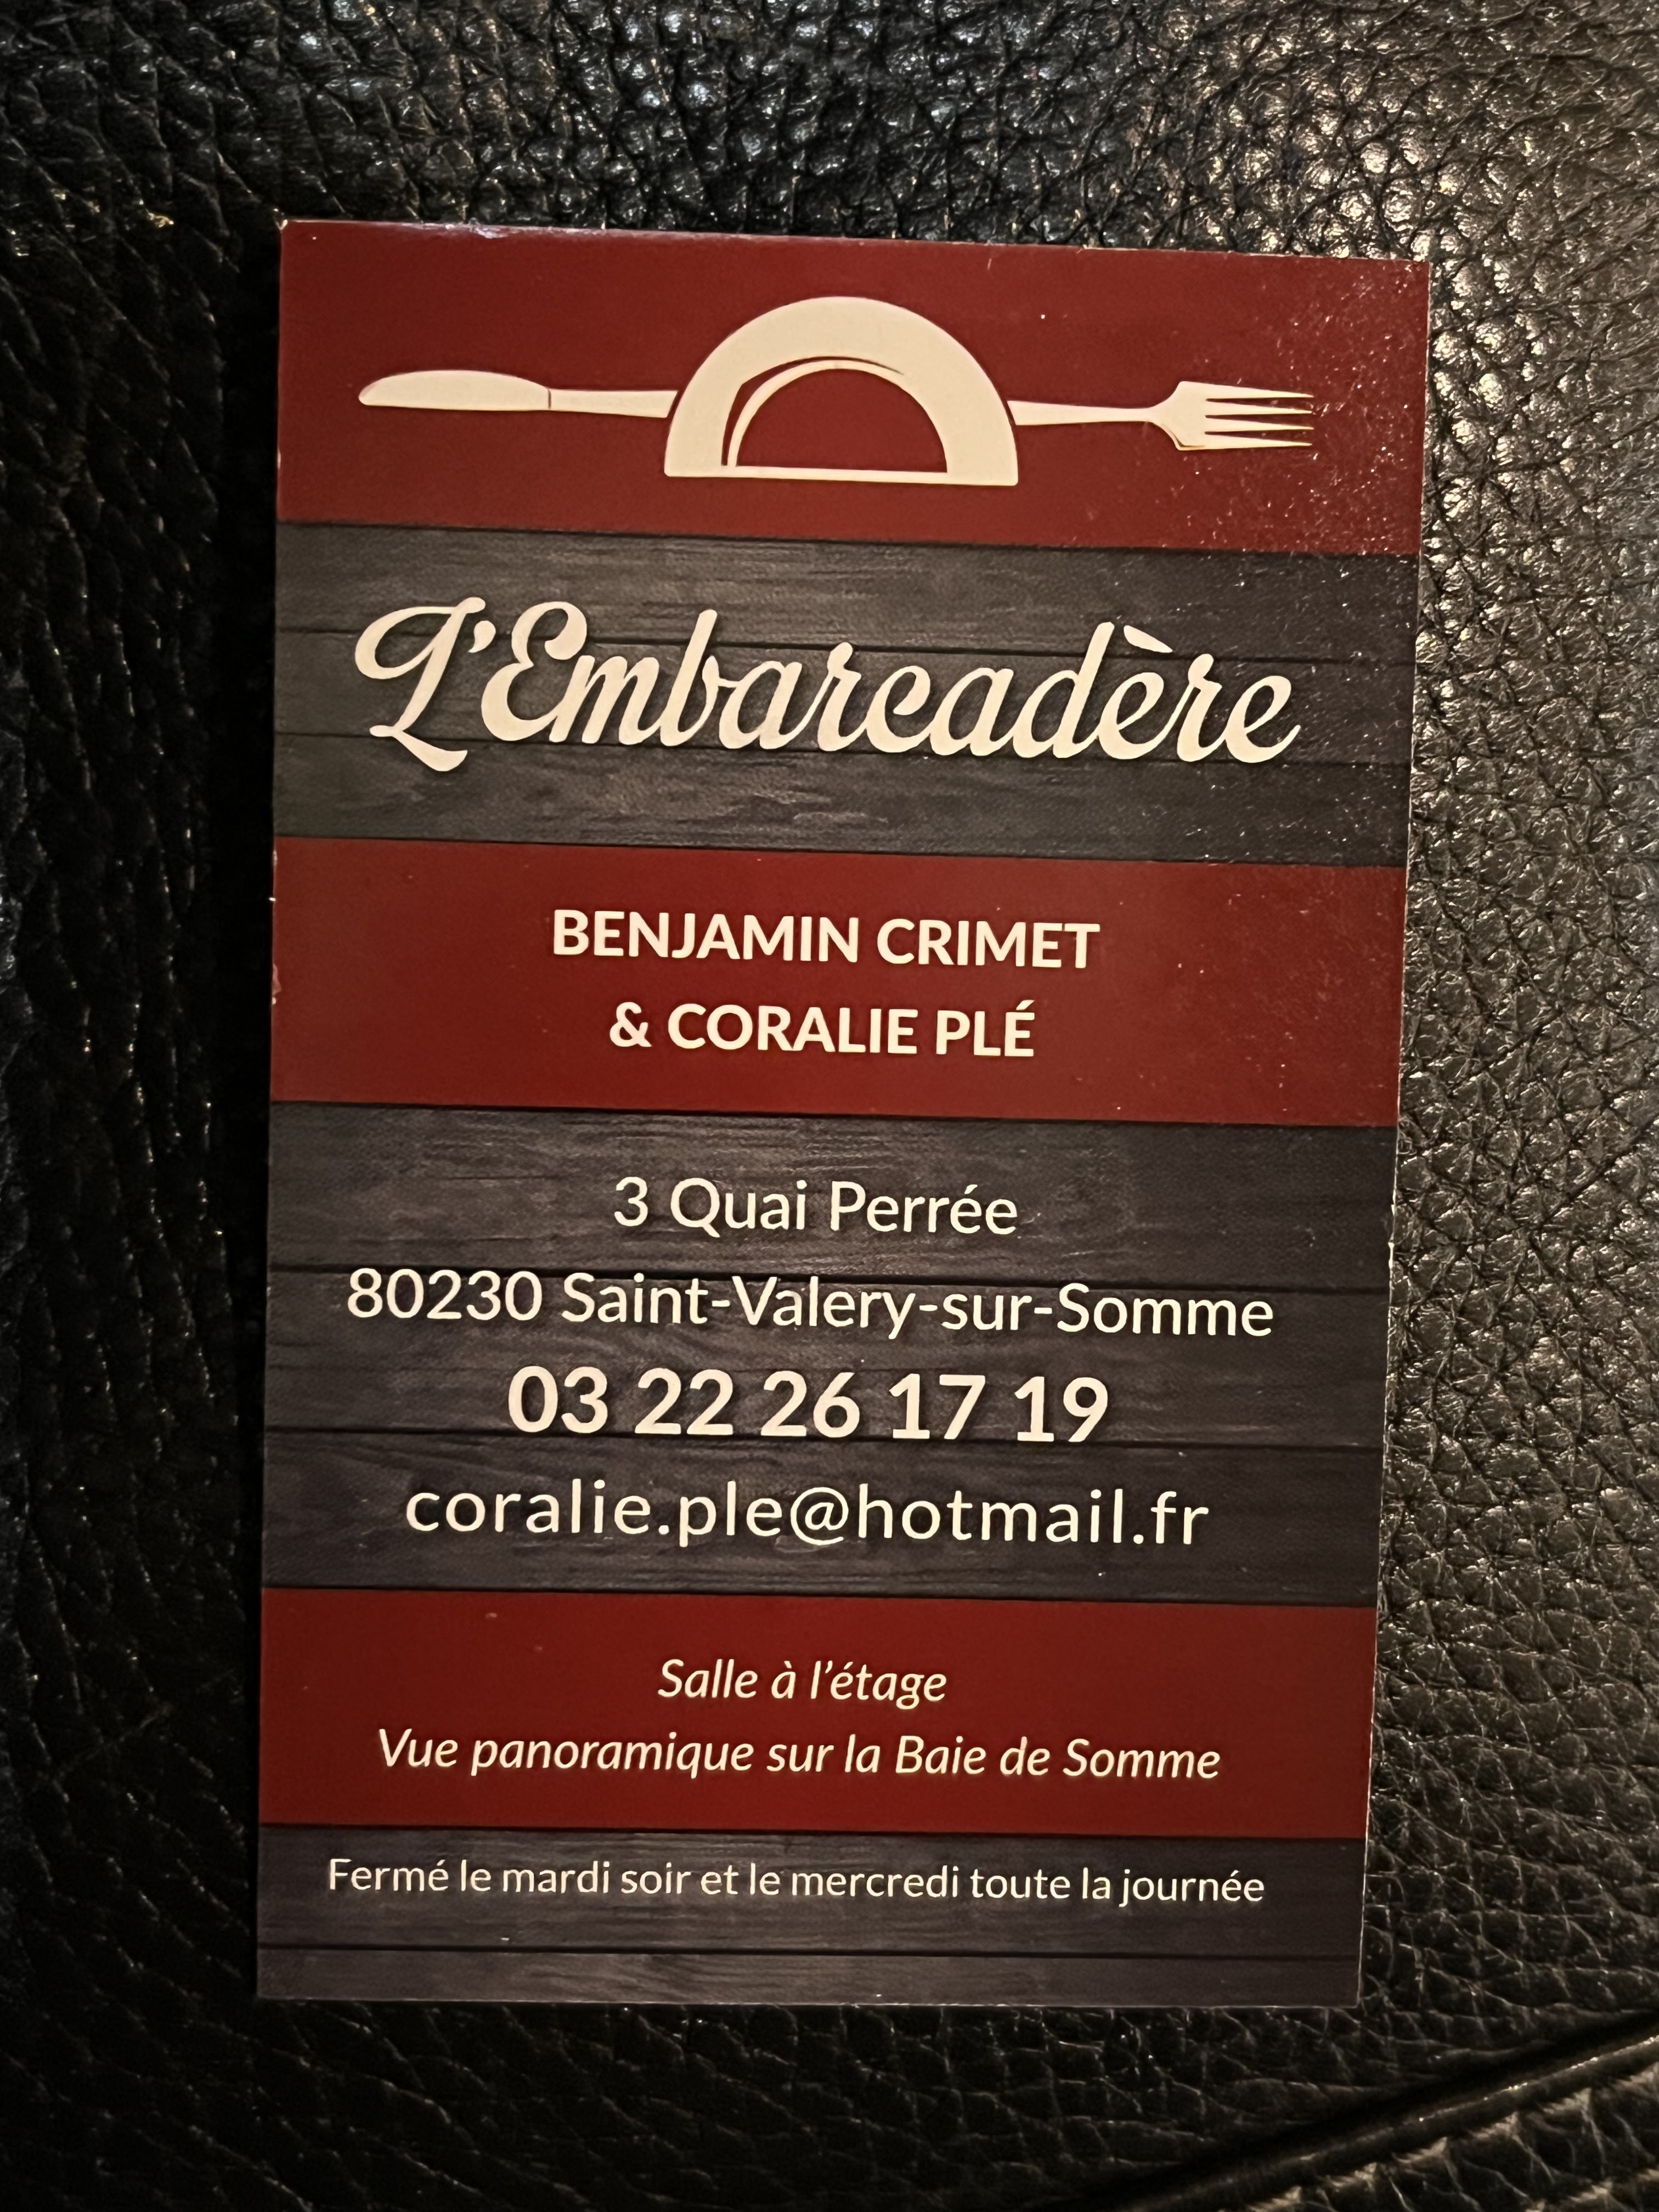 L'Embarcadère
BENJAMIN CRIMET
& CORALIE PLÉ
3 Quai Perrée
80230 Saint-Valery-sur-Somme
03 22 26 17 19
coralie.ple@hotmail.fr
Salle à l'étage
Vue panoramique sur la Baie de Somme
Fermé le mardi soir et le mercredi toute la journée